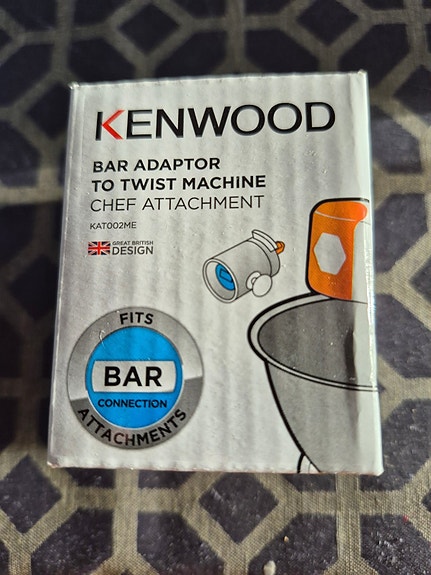 KENWOOD
BAR ADAPTOR
TO TWIST MACHINE
CHEF ATTACHMENT
KAT002ME
GREAT BRITISH
DESIGN
FITS
BAR
CONNECTION
ATTACHMENTS